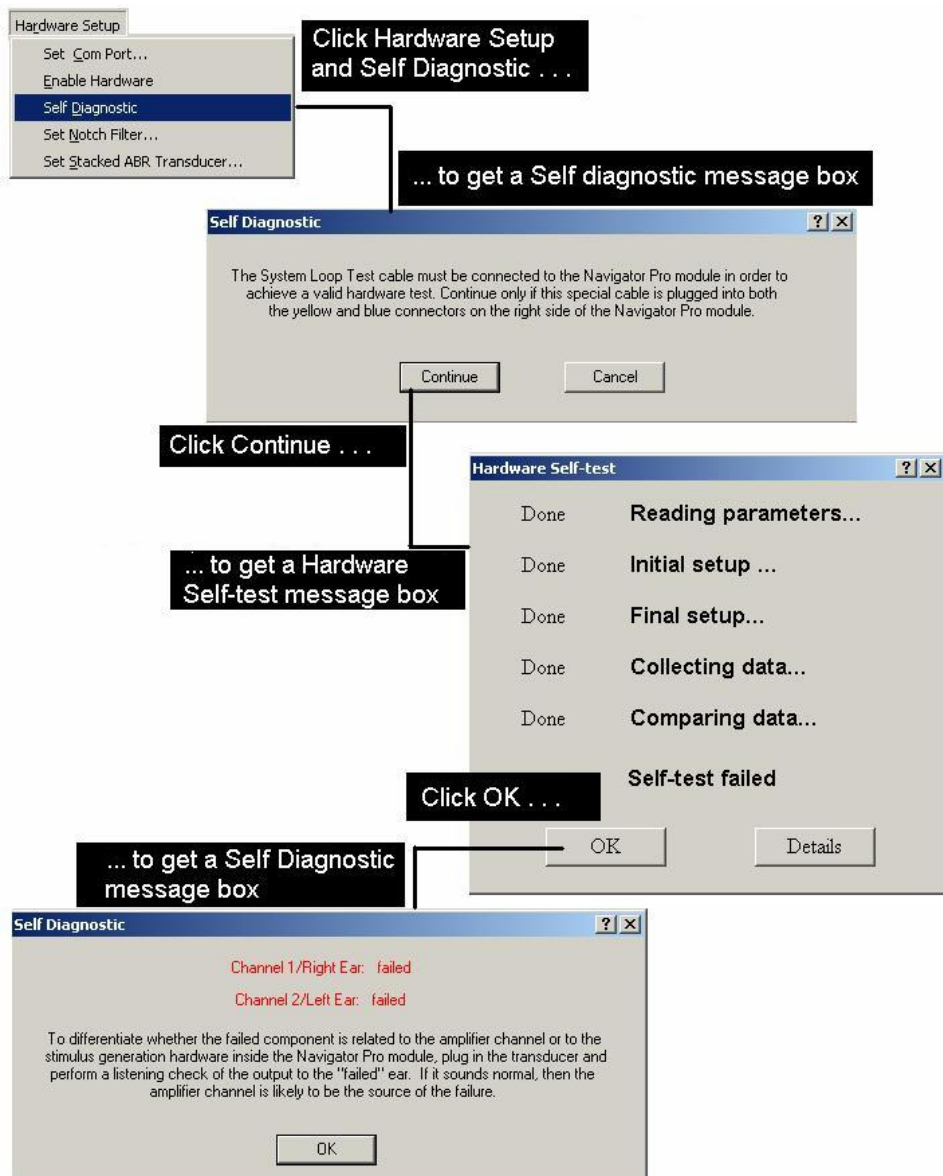 Hardware Setup
Set Com Port...
Enable Hardware
Self Diagnostic
Set Notch Filter...
Set Stacked ABR Transducer...
Click Hardware Setup
and Self Diagnostic . . .
... to get a Self diagnostic message box
Self Diagnostic
The System Loop Test cable must be connected to the Navigator Pro module in order to
achieve a valid hardware test. Continue only if this special cable is plugged into both
the yellow and blue connectors on the right side of the Navigator Pro module.
Continue
Cancel
Click Continue . . .
... to get a Hardware
Self-test message box
Hardware Self-test
Done Reading parameters...
Done Initial setup ...
Done Final setup...
Done Collecting data...
Done Comparing data...
Self-test failed
Click OK . . .
OK
Details
... to get a Self Diagnostic
message box
Self Diagnostic
Channel 1/Right Ear: failed
Channel 2/Left Ear: failed
To differentiate whether the failed component is related to the amplifier channel or to the
stimulus generation hardware inside the Navigator Pro module, plug in the transducer and
perform a listening check of the output to the "failed" ear. If it sounds normal, then the
amplifier channel is likely to be the source of the failure.
OK